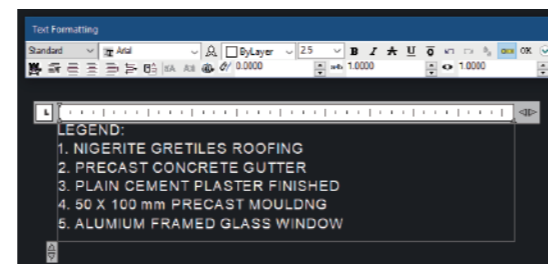 Text Formatting
Standard Arial ByLayer 2.5 B I A U O OK
0.0000 1.0000 1.0000
L
LEGEND:
1. NIGERITE GRETILES ROOFING
2. PRECAST CONCRETE GUTTER
3. PLAIN CEMENT PLASTER FINISHED
4. 50 X 100 mm PRECAST MOULDNG
5. ALUMIUM FRAMED GLASS WINDOW